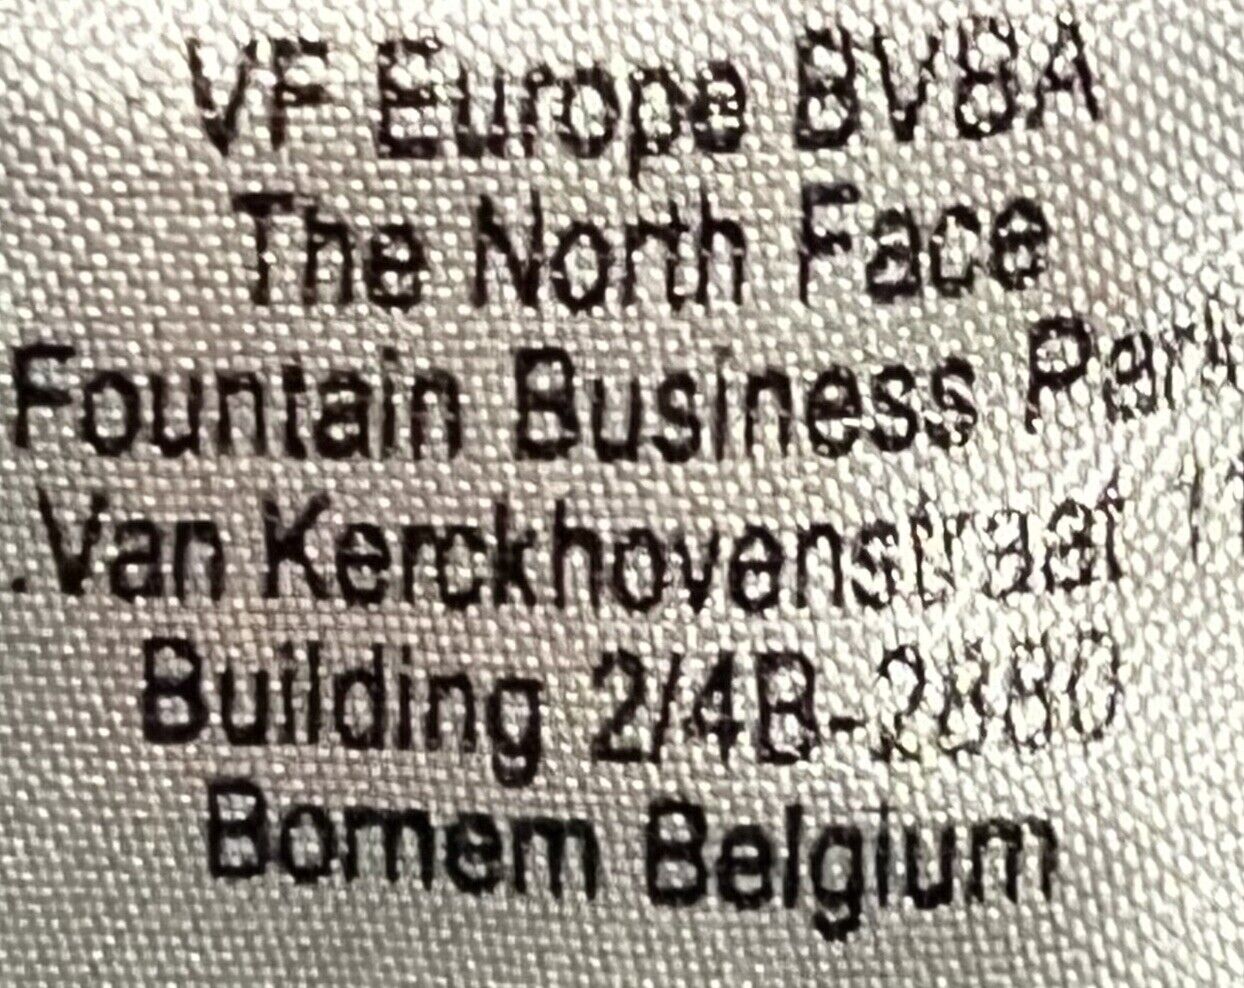 VF Europe BVBA
The North Face
Fountain Business Park
.Van Kerckhovenstraat
Building 2/4B-2880
Bornem Belgium